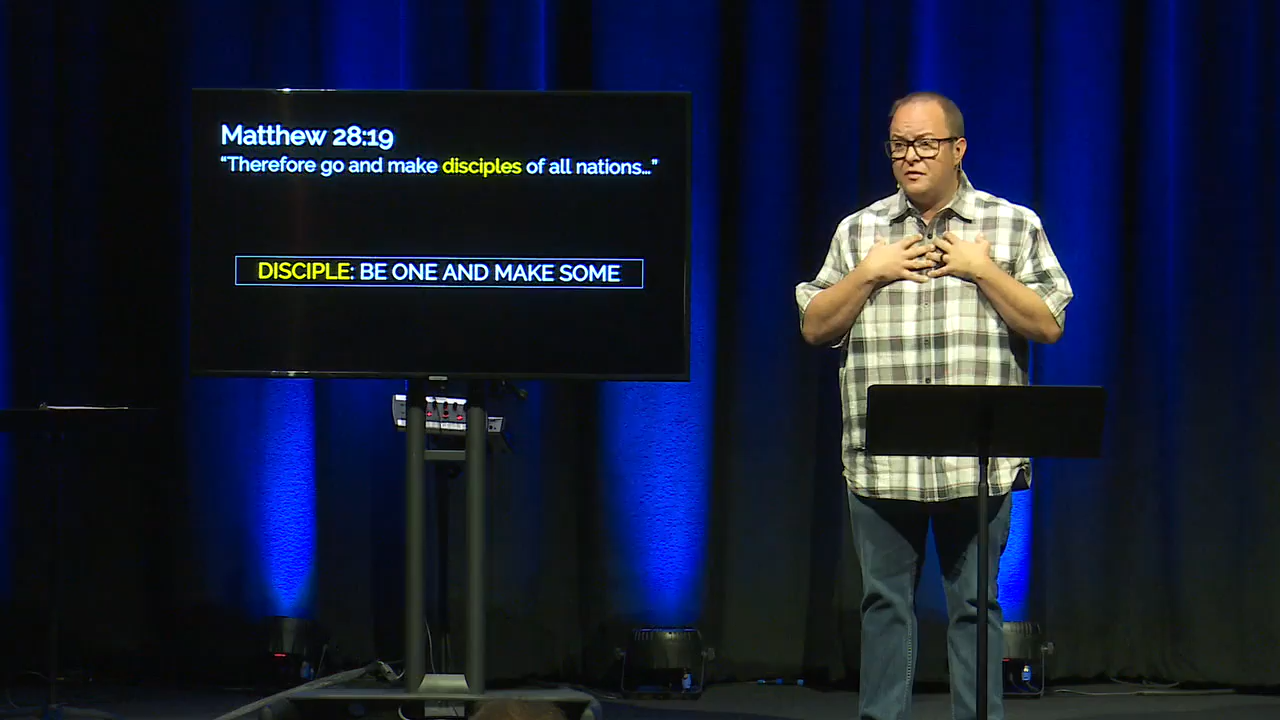 Matthew 28:19
“Therefore go and make disciples of all nations...”
DISCIPLE: BE ONE AND MAKE SOME